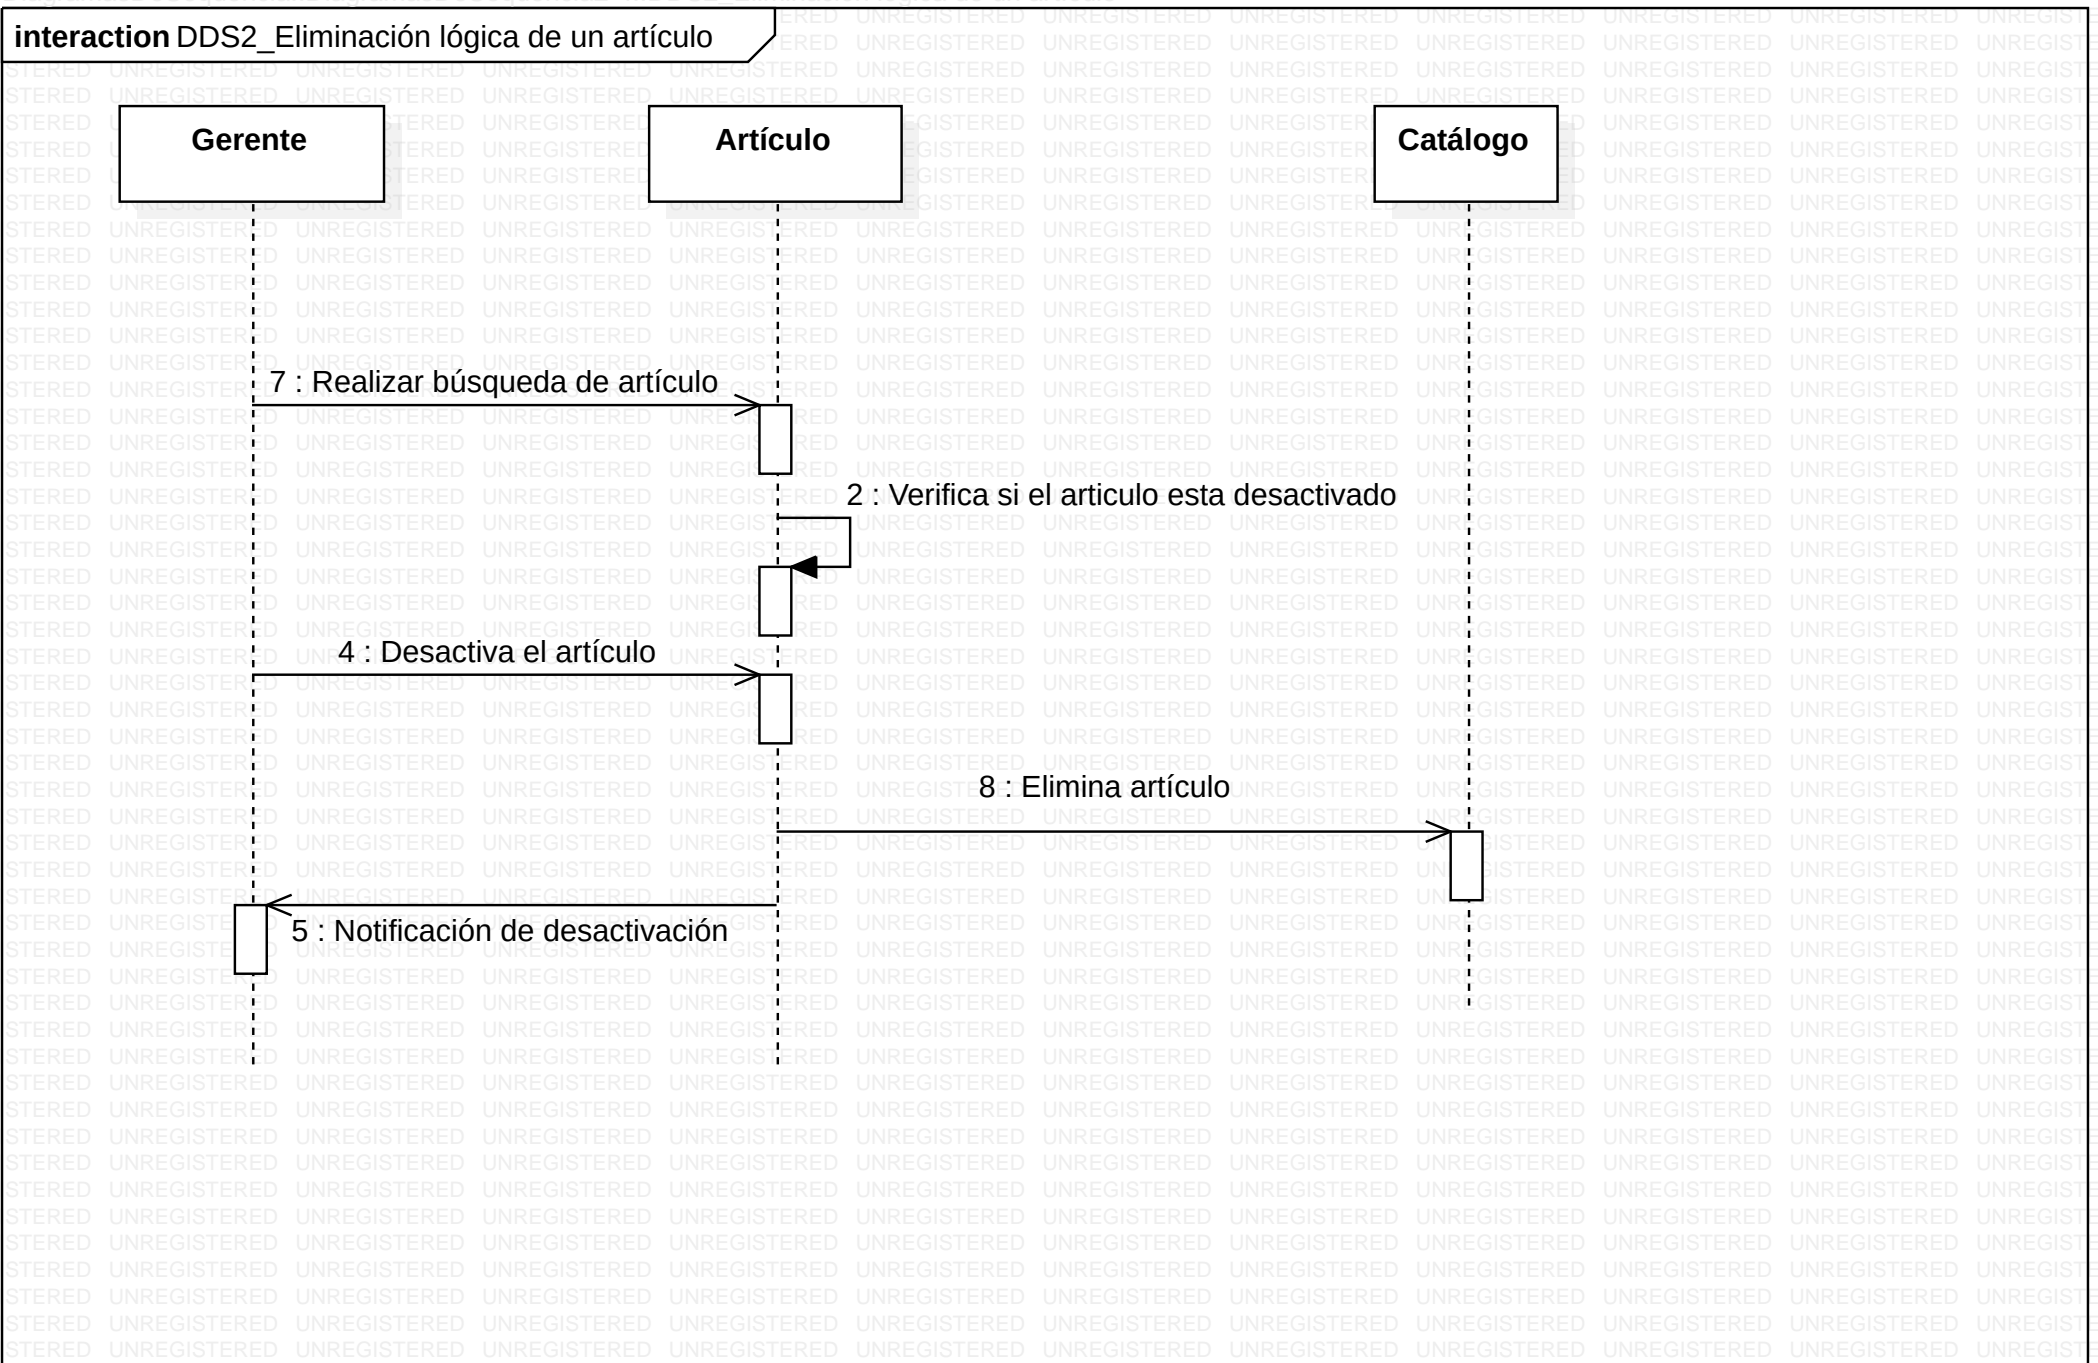 interaction DDS2_Eliminación lógica de un artículo
Gerente
Artículo
Catálogo
7 : Realizar búsqueda de artículo
2 : Verifica si el articulo esta desactivado
4 : Desactiva el artículo
8 : Elimina artículo
5 : Notificación de desactivación
UNREGISTERED